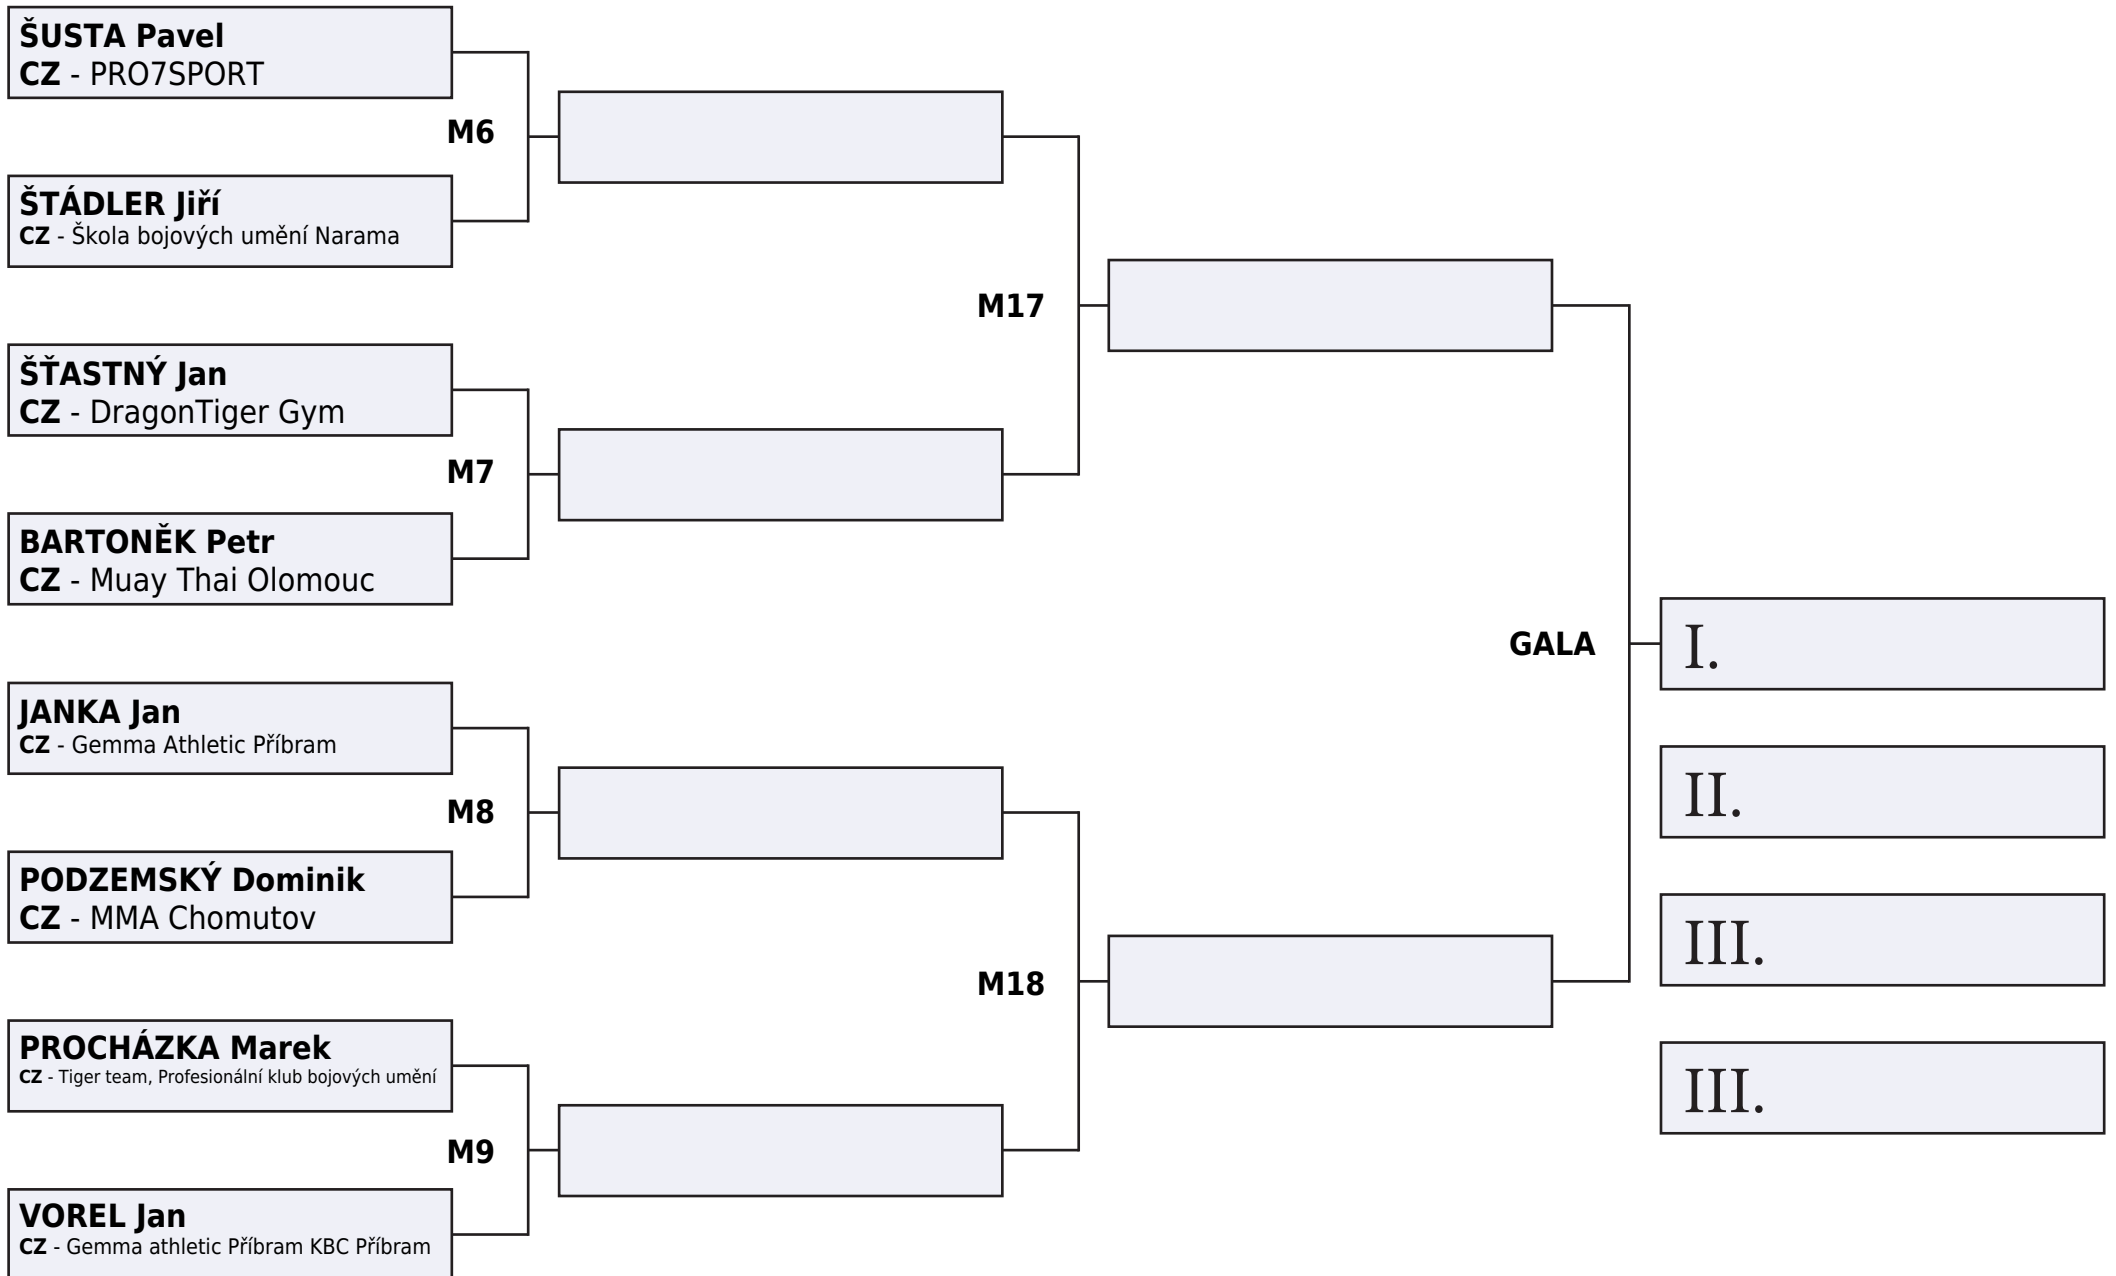 ŠUSTA Pavel
CZ - PRO7SPORT
M6
ŠTÁDLER Jiří
CZ - Škola bojových umění Narama
M17
ŠŤASTNÝ Jan
CZ - DragonTiger Gym
M7
BARTONĚK Petr
CZ - Muay Thai Olomouc
GALA
I.
JANKA Jan
CZ - Gemma Athletic Příbram
II.
M8
PODZEMSKÝ Dominik
CZ - MMA Chomutov
III.
M18
PROCHÁZKA Marek
CZ - Tiger team, Profesionální klub bojových umění
III.
M9
VOREL Jan
CZ - Gemma athletic Příbram KBC Příbram